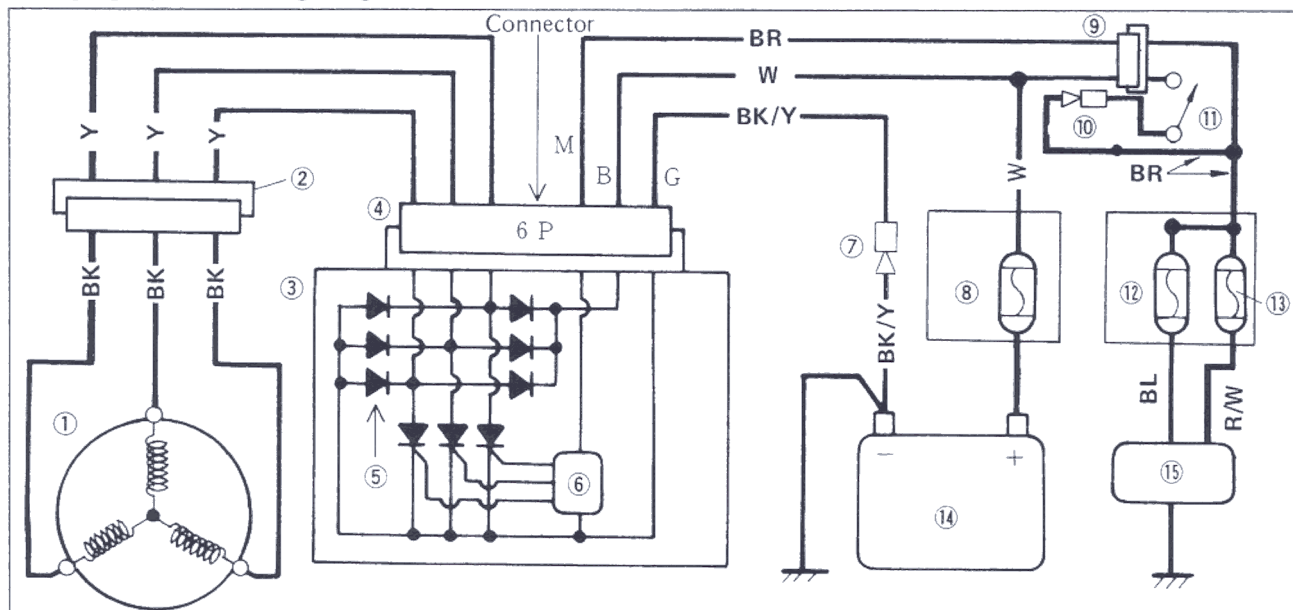 Connector
⑨
BR
W
BK/Y
⑩
⑪
Y
Y
Y
M
B
G
BR
②
④
6 P
W
⑦
③
⑧
⑫
⑬
BK
BK
BK
BK/Y
BL
R/W
①
⑤
⑥
−
+
⑭
⑮